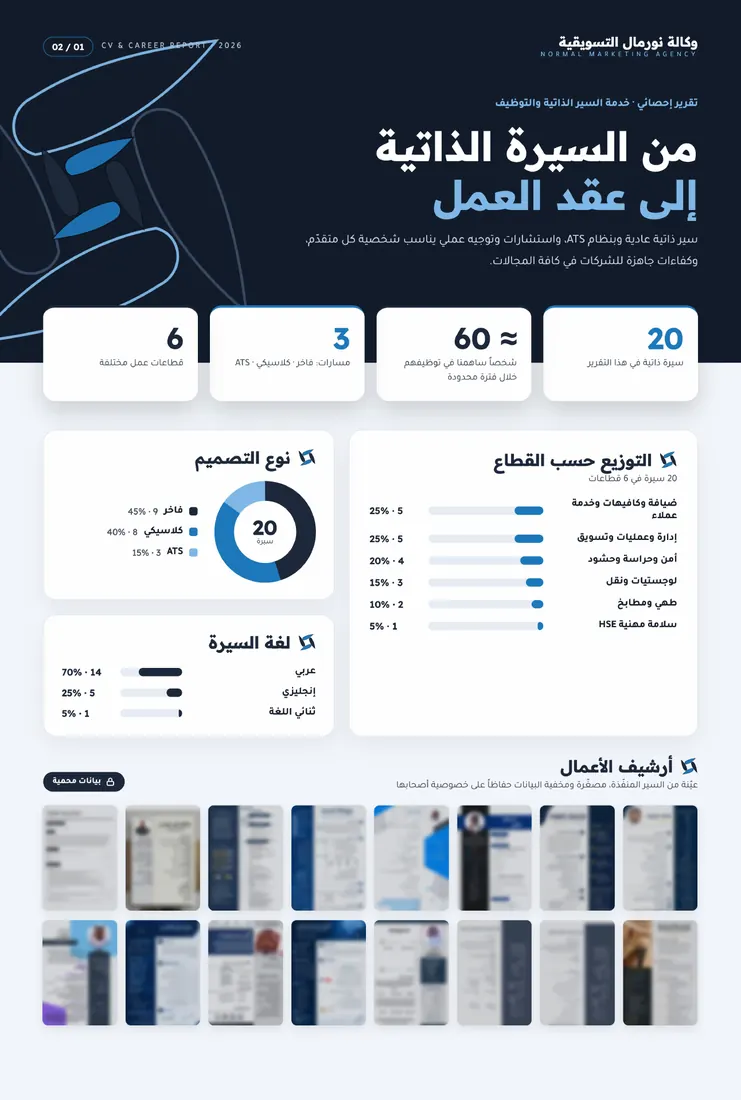 وكالة نورمال التسويقية
NORMAL MARKETING AGENCY
CV & CAREER REPORT · 2026
02 / 01
تقرير إحصائي · خدمة السير الذاتية والتوظيف
من السيرة الذاتية
إلى عقد العمل
سير ذاتية عادية وبنظام ATS، واستشارات وتوجيه عملي يناسب شخصية كل متقدّم،
وكفاءات جاهزة للشركات في كافة المجالات.
20
سيرة ذاتية في هذا التقرير
≈ 60
شخصاً ساهمنا في توظيفهم
خلال فترة محدودة
3
مسارات: فاخر · كلاسيكي · ATS
6
قطاعات عمل مختلفة
التوزيع حسب القطاع
20 سيرة في 6 قطاعات
ضيافة وكافيهات وخدمة
عملاء
5 · 25%
إدارة وعمليات وتسويق
5 · 25%
أمن وحراسة وحشود
4 · 20%
لوجستيات ونقل
3 · 15%
طهي ومطابخ
2 · 10%
سلامة مهنية HSE
1 · 5%
نوع التصميم
20
سيرة
فاخر 9 · 45%
كلاسيكي 8 · 40%
ATS 3 · 15%
لغة السيرة
عربي
14 · 70%
إنجليزي
5 · 25%
ثنائي اللغة
1 · 5%
أرشيف الأعمال
عيّنة من السير المنفّذة، مصغّرة ومخفية البيانات حفاظاً على خصوصية أصحابها
بيانات محمية